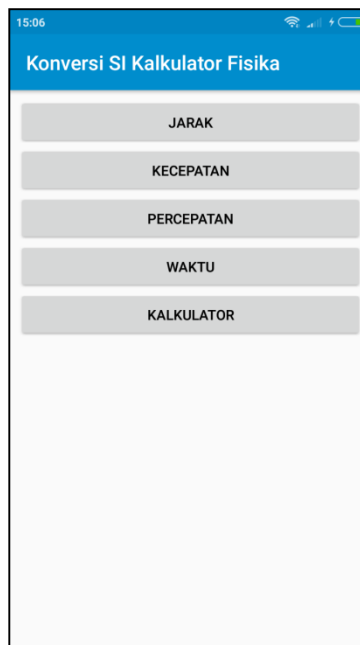 15:06
Konversi SI Kalkulator Fisika
JARAK
KECEPATAN
PERCEPATAN
WAKTU
KALKULATOR